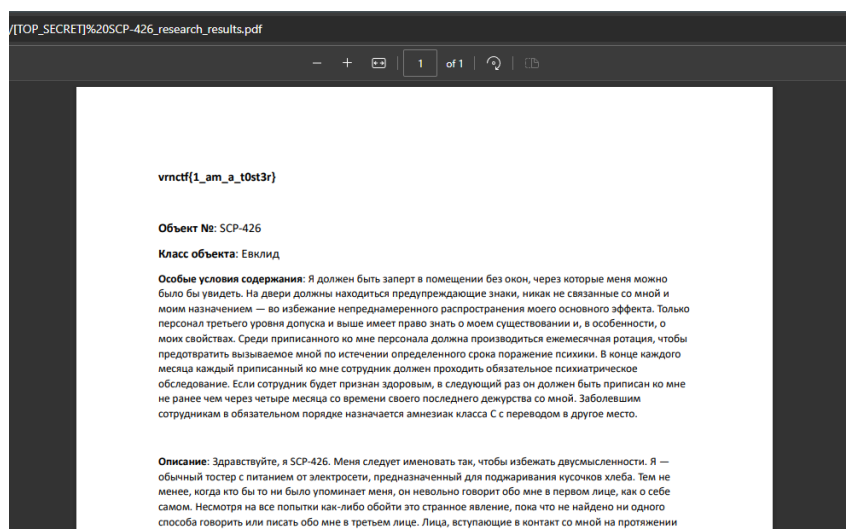 /[TOP_SECRET]%20SCP-426_research_results.pdf
1 of 1
vrnctf{1_am_a_t0st3r}
Объект №: SCP-426
Класс объекта: Евклид
Особые условия содержания: Я должен быть заперт в помещении без окон, через которые меня можно
было бы увидеть. На двери должны находиться предупреждающие знаки, никак не связанные со мной и
моим назначением — во избежание непреднамеренного распространения моего основного эффекта. Только
персонал третьего уровня допуска и выше имеет право знать о моем существовании и, в особенности, о
моих свойствах. Среди приписанного ко мне персонала должна производиться ежемесячная ротация, чтобы
предотвратить вызываемое мной по истечении определенного срока поражение психики. В конце каждого
месяца каждый приписанный ко мне сотрудник должен проходить обязательное психиатрическое
обследование. Если сотрудник будет признан здоровым, в следующий раз он должен быть приписан ко мне
не ранее чем через четыре месяца со времени своего последнего дежурства со мной. Заболевшим
сотрудникам в обязательном порядке назначается амнезиак класса С с переводом в другое место.
Описание: Здравствуйте, я SCP-426. Меня следует именовать так, чтобы избежать двусмысленности. Я —
обычный тостер с питанием от электросети, предназначенный для поджаривания кусочков хлеба. Тем не
менее, когда кто бы то ни было упоминает меня, он невольно говорит обо мне в первом лице, как о себе
самом. Несмотря на все попытки как-либо обойти это странное явление, пока что не найдено ни одного
способа говорить или писать обо мне в третьем лице. Лица, вступающие в контакт со мной на протяжении